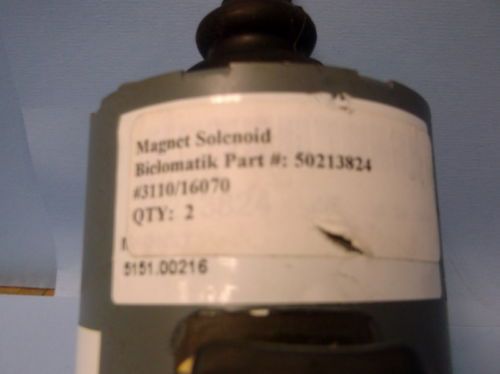 Magnet Solenoid
Bielomatik Part #: 50213824
#3110/16070
QTY: 2
5151.00216